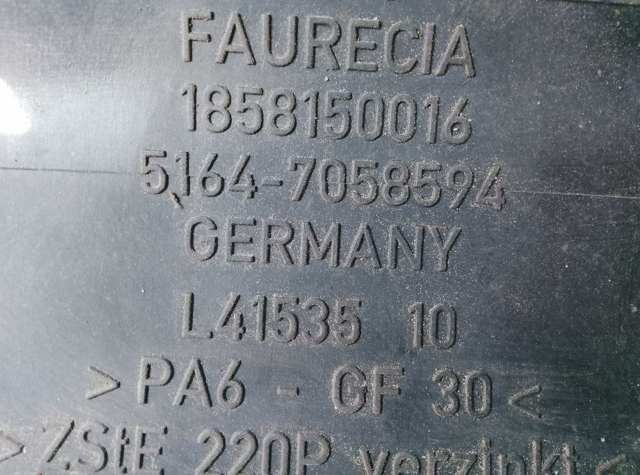 FAURECIA
1858150016
5164-7058594
GERMANY
L41535 10
>PA6 - GF 30<
>ZStE 220P verzinkt<